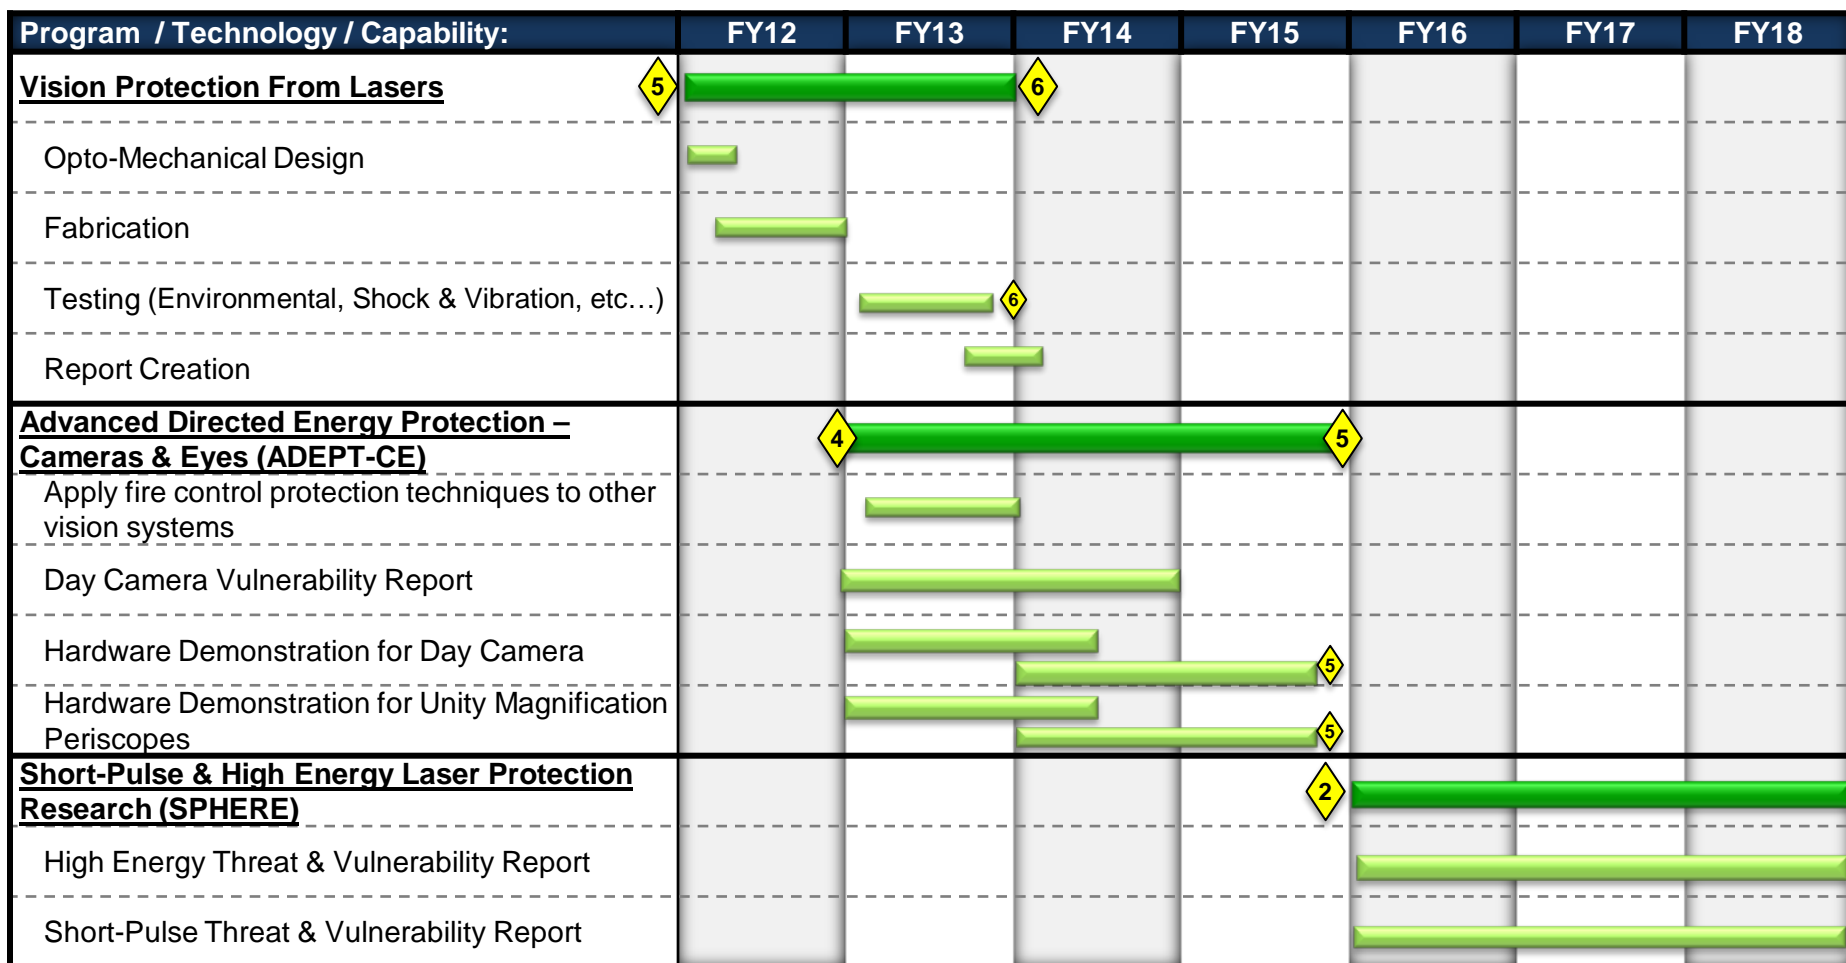 Program / Technology / Capability: FY12 FY13 FY14 FY15 FY16 FY17 FY18
Vision Protection From Lasers 5 6
Opto-Mechanical Design
Fabrication
Testing (Environmental, Shock & Vibration, etc…) 6
Report Creation
Advanced Directed Energy Protection –
Cameras & Eyes (ADEPT-CE) 4 5
Apply fire control protection techniques to other
vision systems
Day Camera Vulnerability Report
Hardware Demonstration for Day Camera 5
Hardware Demonstration for Unity Magnification
Periscopes 5
Short-Pulse & High Energy Laser Protection
Research (SPHERE) 2
High Energy Threat & Vulnerability Report
Short-Pulse Threat & Vulnerability Report